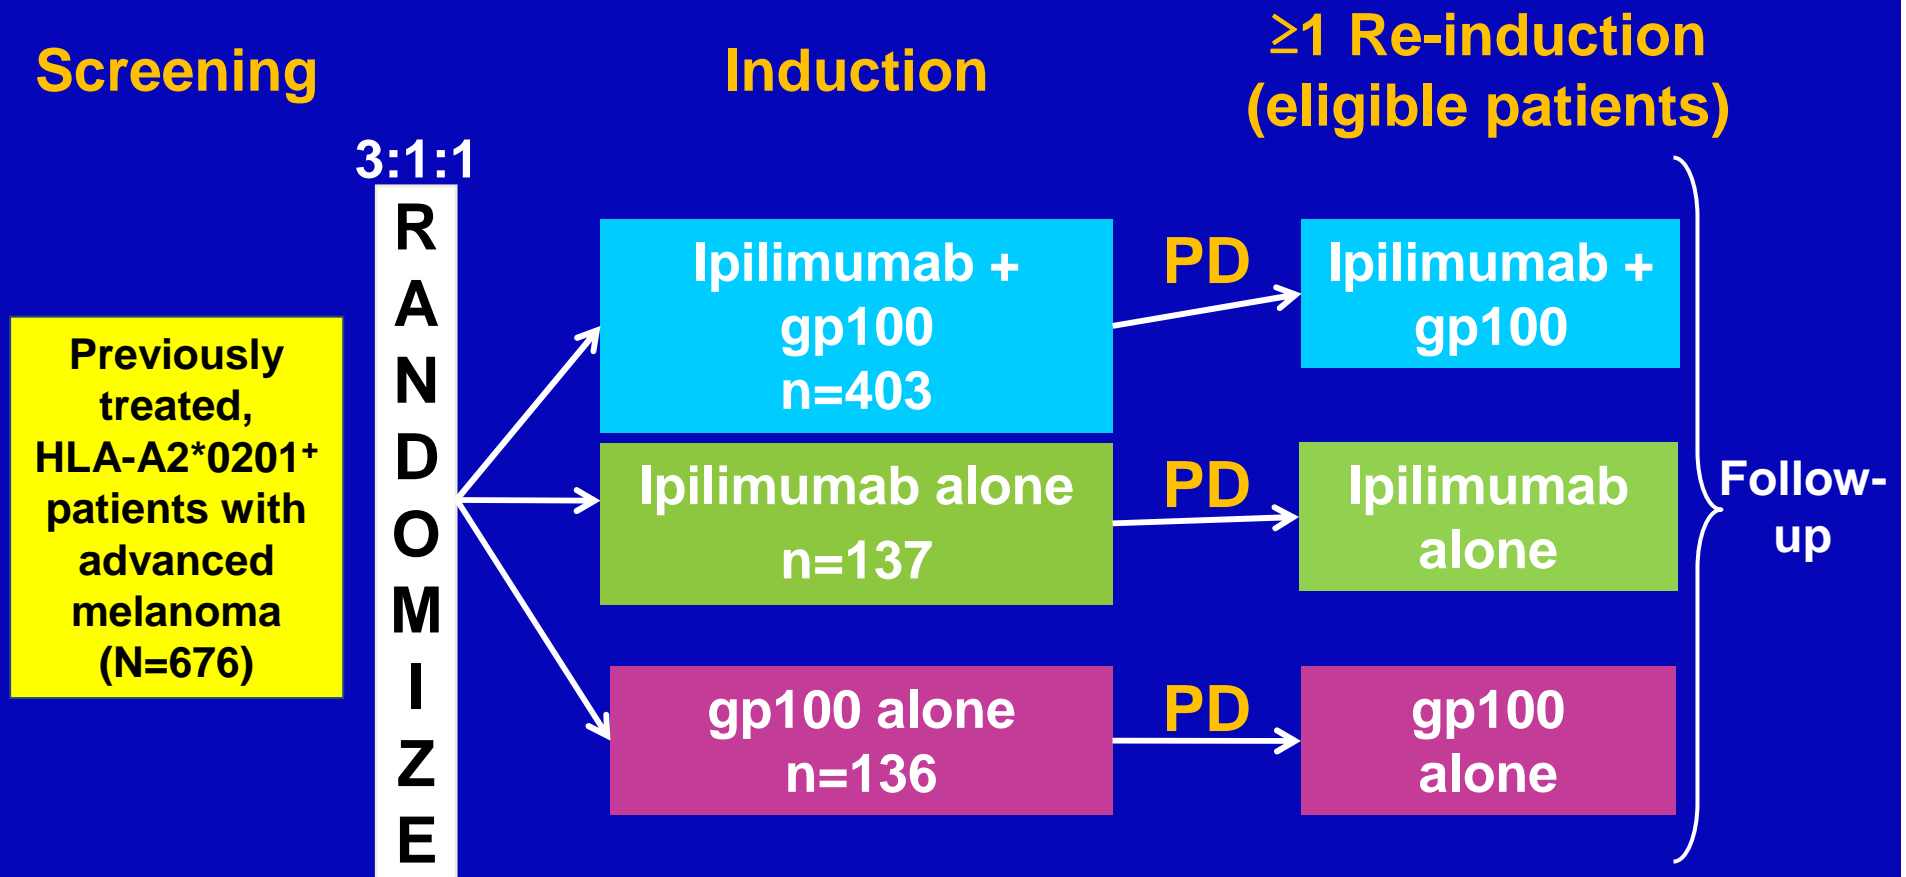 Screening
Induction
≥1 Re-induction
(eligible patients)
3:1:1
R
A
N
D
O
M
I
Z
E
Previously
treated,
HLA-A2*0201+
patients with
advanced
melanoma
(N=676)
Ipilimumab +
gp100
n=403
PD
Ipilimumab +
gp100
Ipilimumab alone
n=137
PD
Ipilimumab
alone
gp100 alone
n=136
PD
gp100
alone
Follow-
up